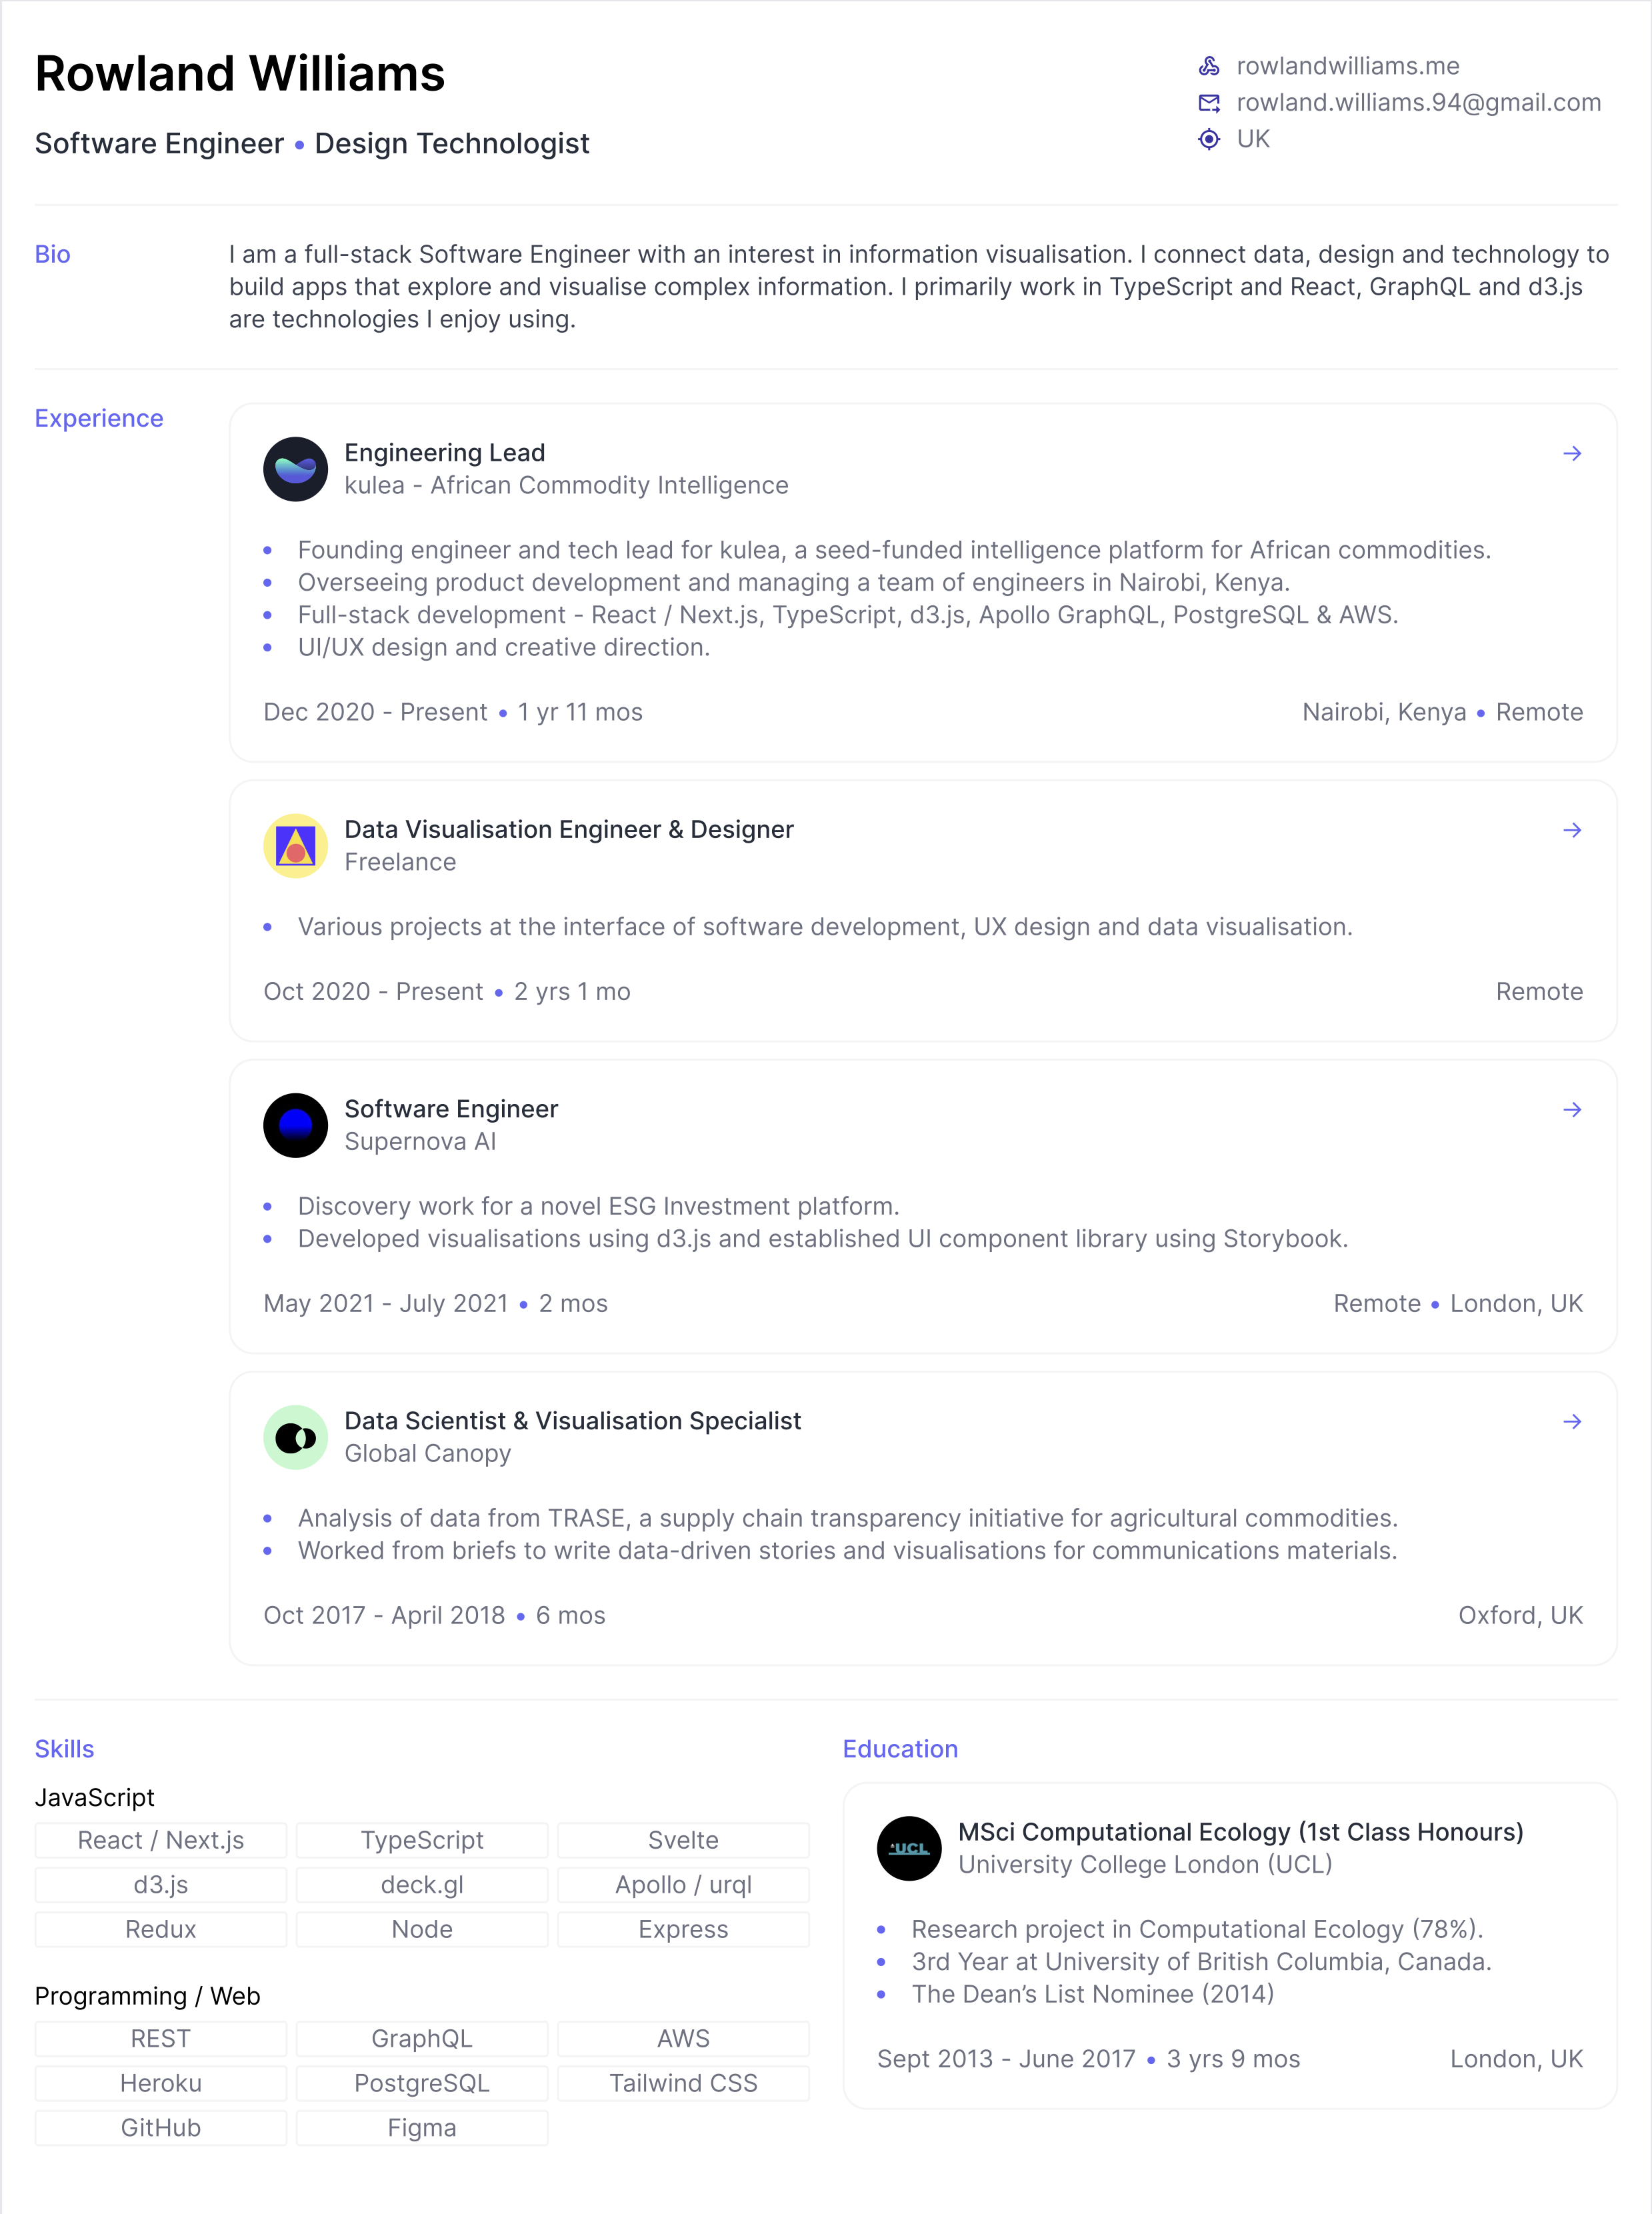 Rowland Williams
Software Engineer • Design Technologist
rowlandwilliams.me
rowland.williams.94@gmail.com
UK
Bio
I am a full-stack Software Engineer with an interest in information visualisation. I connect data, design and technology to
build apps that explore and visualise complex information. I primarily work in TypeScript and React, GraphQL and d3.js
are technologies I enjoy using.
Experience
Engineering Lead
kulea - African Commodity Intelligence
• Founding engineer and tech lead for kulea, a seed-funded intelligence platform for African commodities.
• Overseeing product development and managing a team of engineers in Nairobi, Kenya.
• Full-stack development - React / Next.js, TypeScript, d3.js, Apollo GraphQL, PostgreSQL & AWS.
• UI/UX design and creative direction.
Dec 2020 - Present • 1 yr 11 mos
Nairobi, Kenya • Remote
Data Visualisation Engineer & Designer
Freelance
• Various projects at the interface of software development, UX design and data visualisation.
Oct 2020 - Present • 2 yrs 1 mo
Remote
Software Engineer
Supernova AI
• Discovery work for a novel ESG Investment platform.
• Developed visualisations using d3.js and established UI component library using Storybook.
May 2021 - July 2021 • 2 mos
Remote • London, UK
Data Scientist & Visualisation Specialist
Global Canopy
• Analysis of data from TRASE, a supply chain transparency initiative for agricultural commodities.
• Worked from briefs to write data-driven stories and visualisations for communications materials.
Oct 2017 - April 2018 • 6 mos
Oxford, UK
Skills
JavaScript
React / Next.js
TypeScript
Svelte
d3.js
deck.gl
Apollo / urql
Redux
Node
Express
Programming / Web
REST
GraphQL
AWS
Heroku
PostgreSQL
Tailwind CSS
GitHub
Figma
Education
UCL
MSci Computational Ecology (1st Class Honours)
University College London (UCL)
• Research project in Computational Ecology (78%).
• 3rd Year at University of British Columbia, Canada.
• The Dean’s List Nominee (2014)
Sept 2013 - June 2017 • 3 yrs 9 mos
London, UK